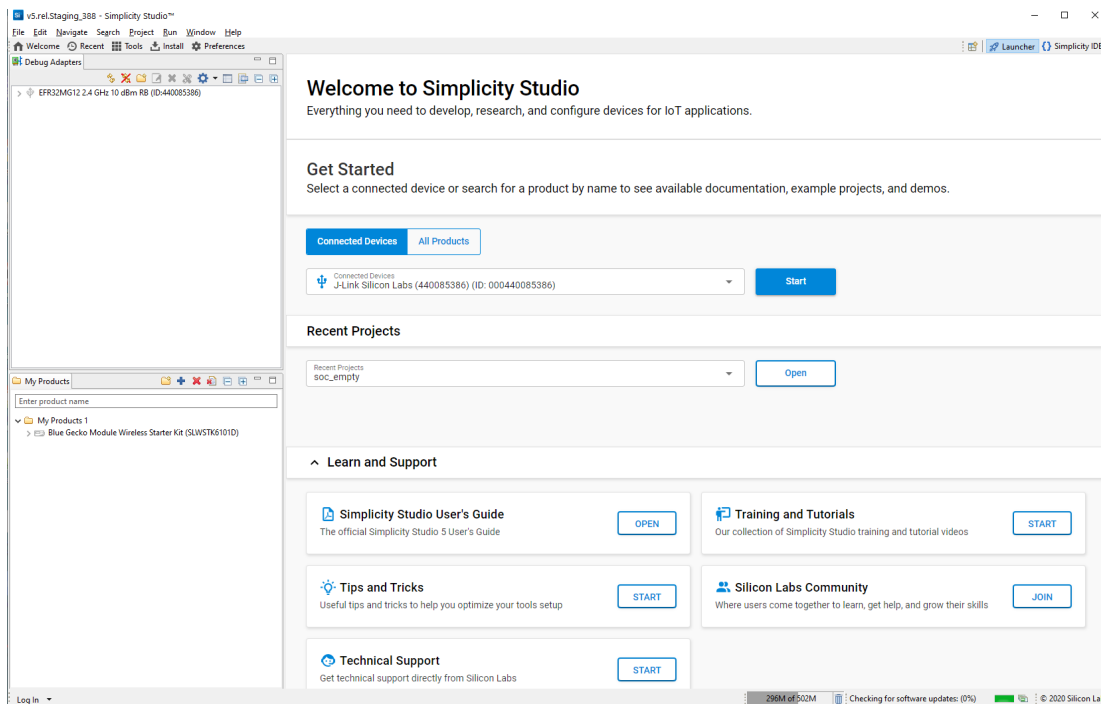 v5.rel.Staging_388 - Simplicity Studio™
File Edit Navigate Search Project Run Window Help
Welcome Recent Tools Install Preferences
Launcher Simplicity IDE
Debug Adapters
EFR32MG12 2.4 GHz 10 dBm RB (ID:440085386)
Welcome to Simplicity Studio
Everything you need to develop, research, and configure devices for IoT applications.
Get Started
Select a connected device or search for a product by name to see available documentation, example projects, and demos.
Connected Devices All Products
Connected Devices
J-Link Silicon Labs (440085386) (ID: 000440085386)
Start
Recent Projects
Recent Projects
soc_empty
Open
My Products
Enter product name
My Products 1
Blue Gecko Module Wireless Starter Kit (SLWSTK6101D)
Learn and Support
Simplicity Studio User's Guide
The official Simplicity Studio 5 User's Guide
OPEN
Training and Tutorials
Our collection of Simplicity Studio training and tutorial videos
START
Tips and Tricks
Useful tips and tricks to help you optimize your tools setup
START
Silicon Labs Community
Where users come together to learn, get help, and grow their skills
JOIN
Technical Support
Get technical support directly from Silicon Labs
START
Log In
296M of 502M
Checking for software updates: (0%)
© 2020 Silicon La